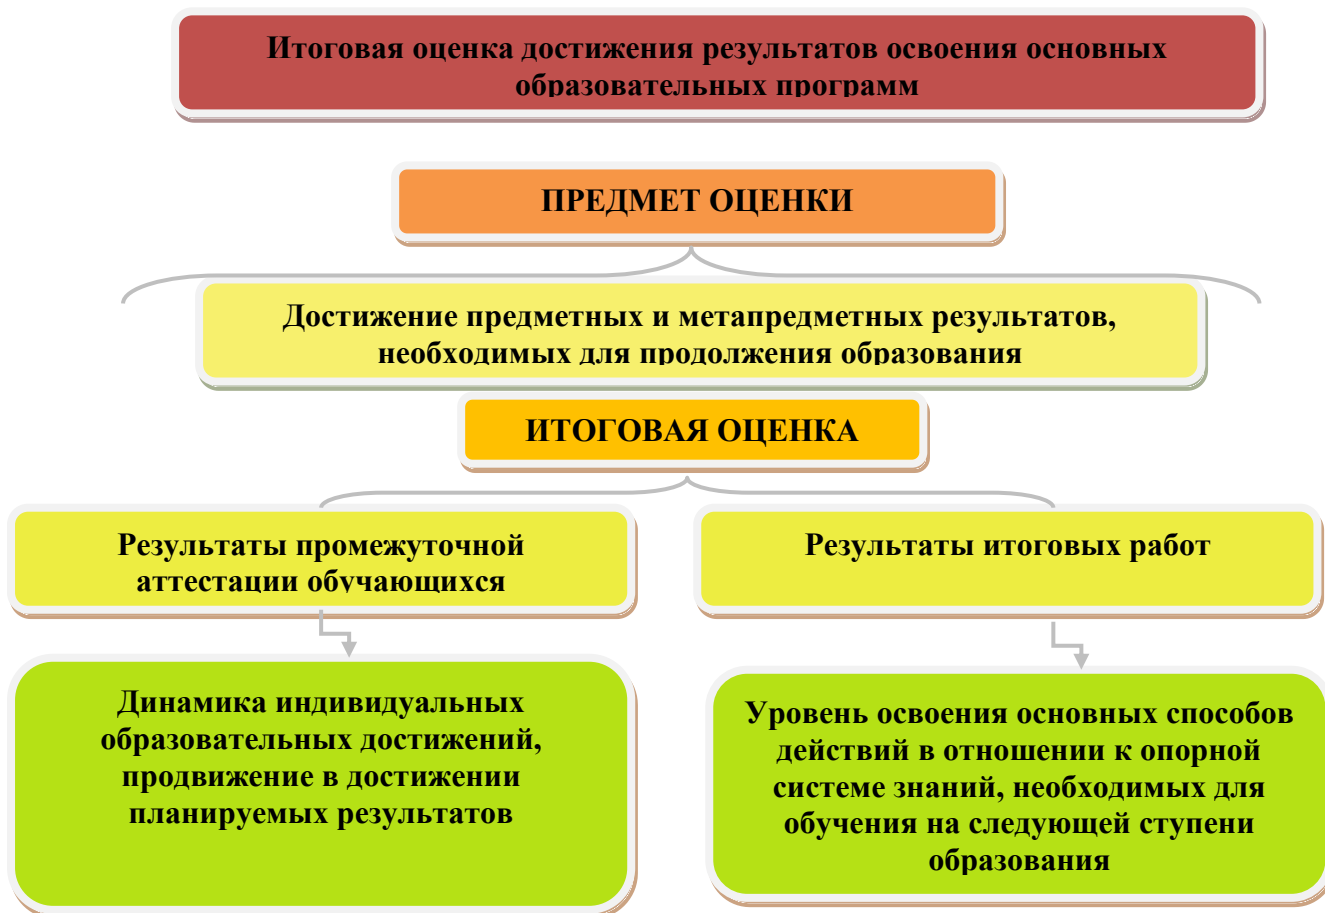 Итоговая оценка достижения результатов освоения основных
образовательных программ
ПРЕДМЕТ ОЦЕНКИ
Достижение предметных и метапредметных результатов,
необходимых для продолжения образования
ИТОГОВАЯ ОЦЕНКА
Результаты промежуточной
аттестации обучающихся
Результаты итоговых работ
Динамика индивидуальных
образовательных достижений,
продвижение в достижении
планируемых результатов
Уровень освоения основных способов
действий в отношении к опорной
системе знаний, необходимых для
обучения на следующей ступени
образования